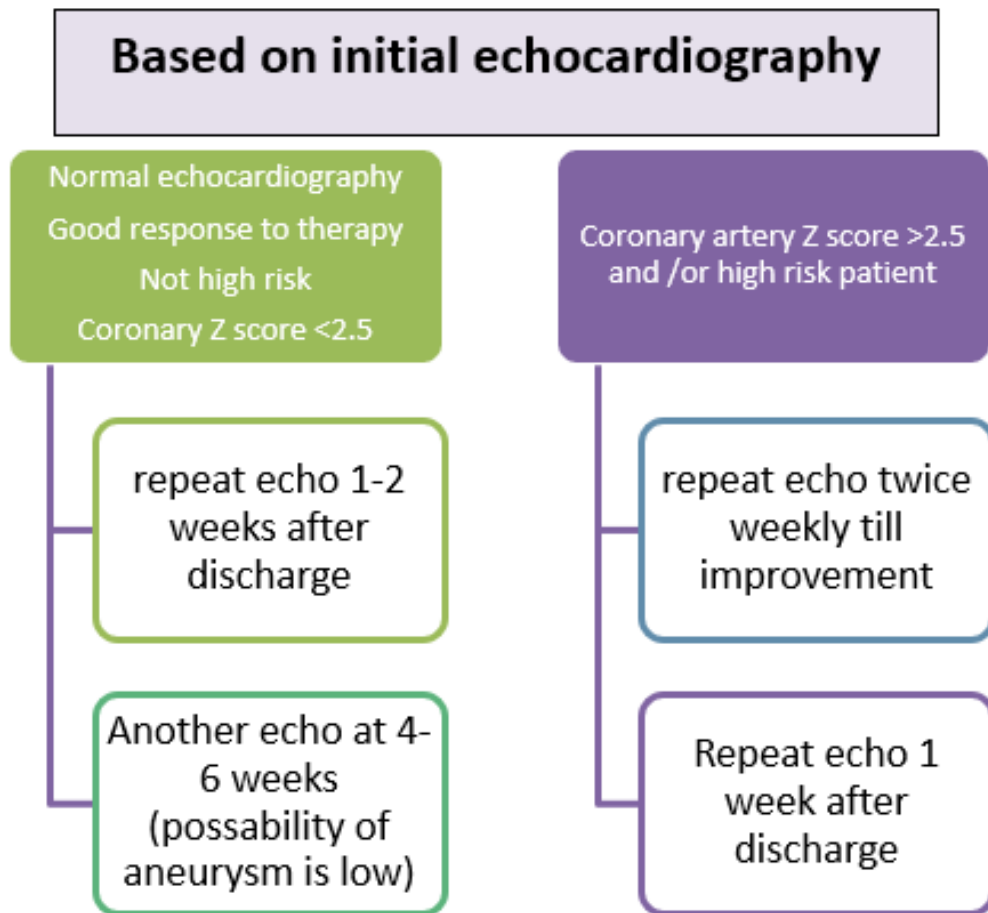 Based on initial echocardiography
Normal echocardiography
Good response to therapy
Not high risk
Coronary Z score <2.5
repeat echo 1-2
weeks after
discharge
Another echo at 4-
6 weeks
(possability of
aneurysm is low)
Coronary artery Z score >2.5
and /or high risk patient
repeat echo twice
weekly till
improvement
Repeat echo 1
week after
discharge